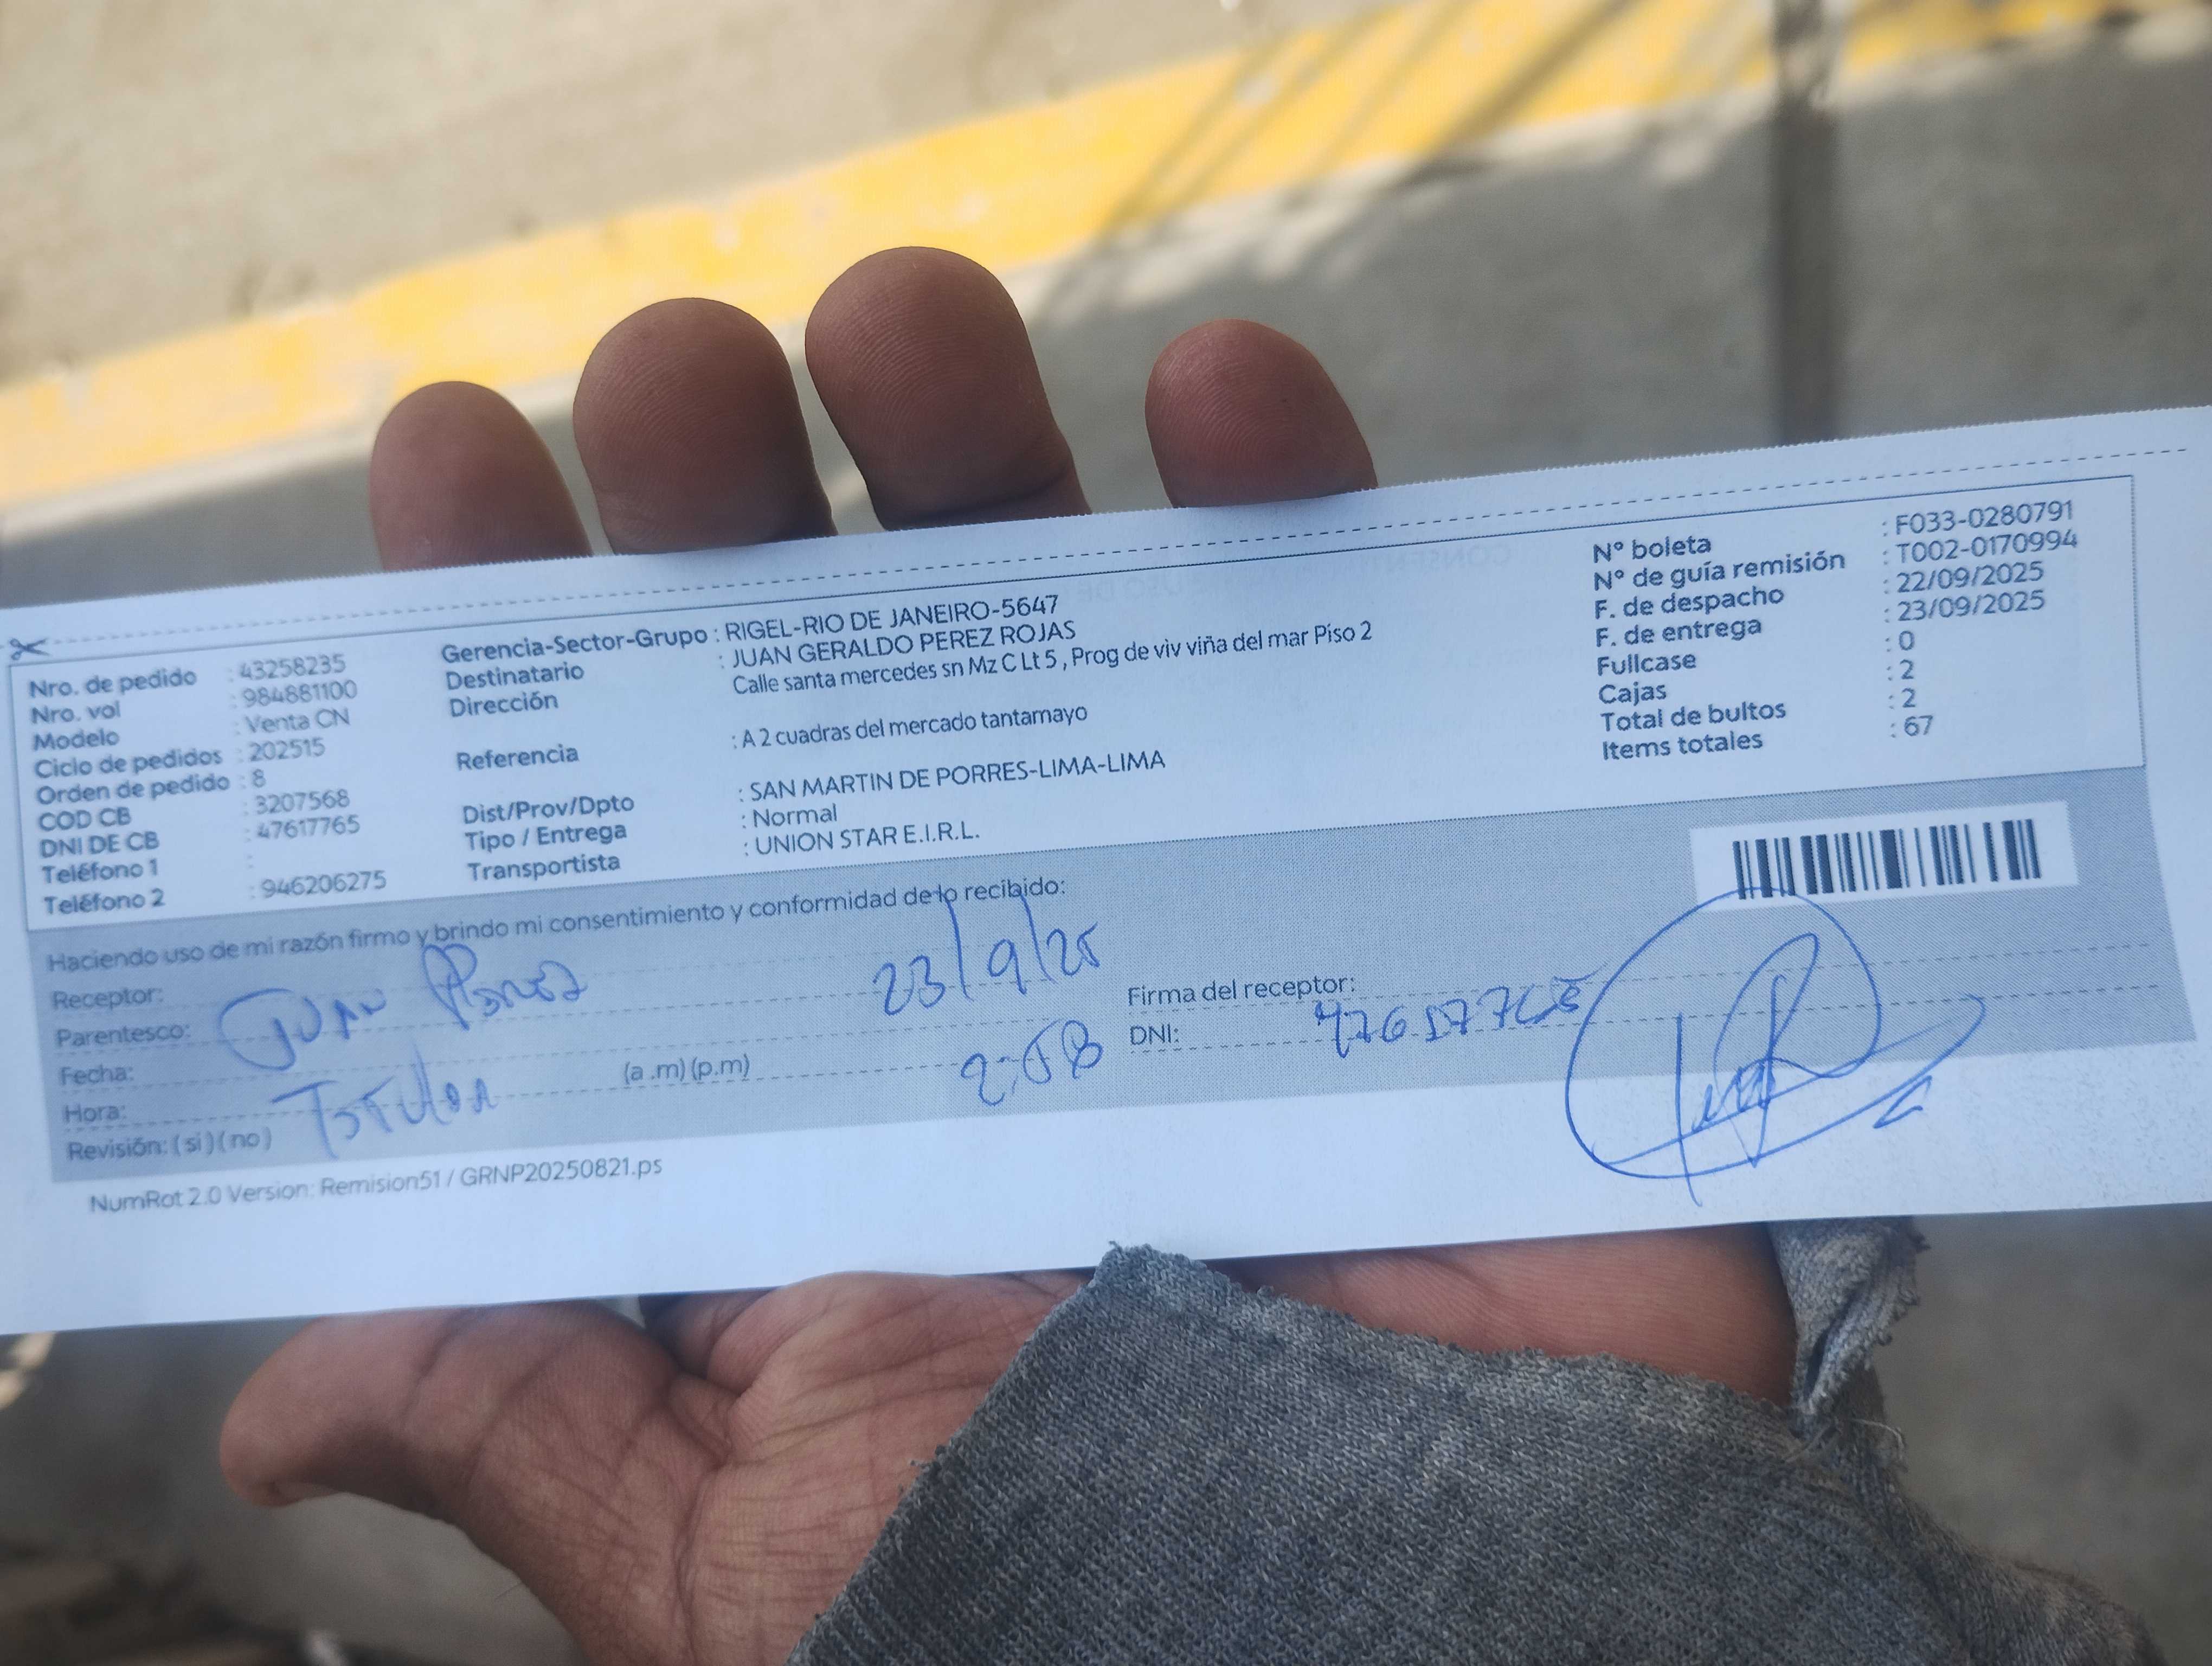 Nro. de pedido : 43258235
Nro. vol : 984881100
Modelo : Venta CN
Ciclo de pedidos : 202515
Orden de pedido : 8
COD CB : 3207568
DNI DE CB : 47617765
Teléfono 1 :
Teléfono 2 : 946206275
Gerencia-Sector-Grupo : RIGEL-RIO DE JANEIRO-5647
Destinatario : JUAN GERALDO PEREZ ROJAS
Dirección Calle santa mercedes sn Mz C Lt 5 , Prog de viv viña del mar Piso 2
Referencia : A 2 cuadras del mercado tantamayo
Dist/Prov/Dpto : SAN MARTIN DE PORRES-LIMA-LIMA
Tipo / Entrega : Normal
Transportista : UNION STAR E.I.R.L.
N° boleta : F033-0280791
N° de guía remisión : T002-0170994
F. de despacho : 22/09/2025
F. de entrega : 23/09/2025
Fullcase : 0
Cajas : 2
Total de bultos : 2
Items totales : 67
Haciendo uso de mi razón firmo y brindo mi consentimiento y conformidad de lo recibido:
Receptor:
Parentesco: Juan
Fecha: 23/9/25
Hora: (a .m) (p.m)
Revisión: ( si ) ( no )
Firma del receptor:
DNI:
NumRot 2.0 Version: Remision51 / GRNP20250821.ps